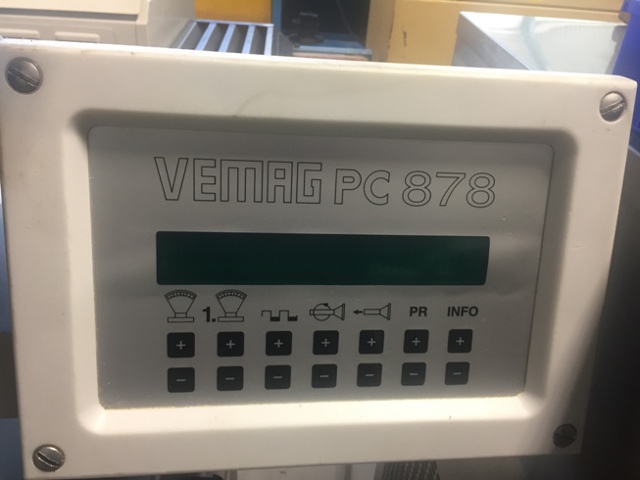 VEMAG PC 878
1. PR INFO
+ + + + + + +
- - - - - - -